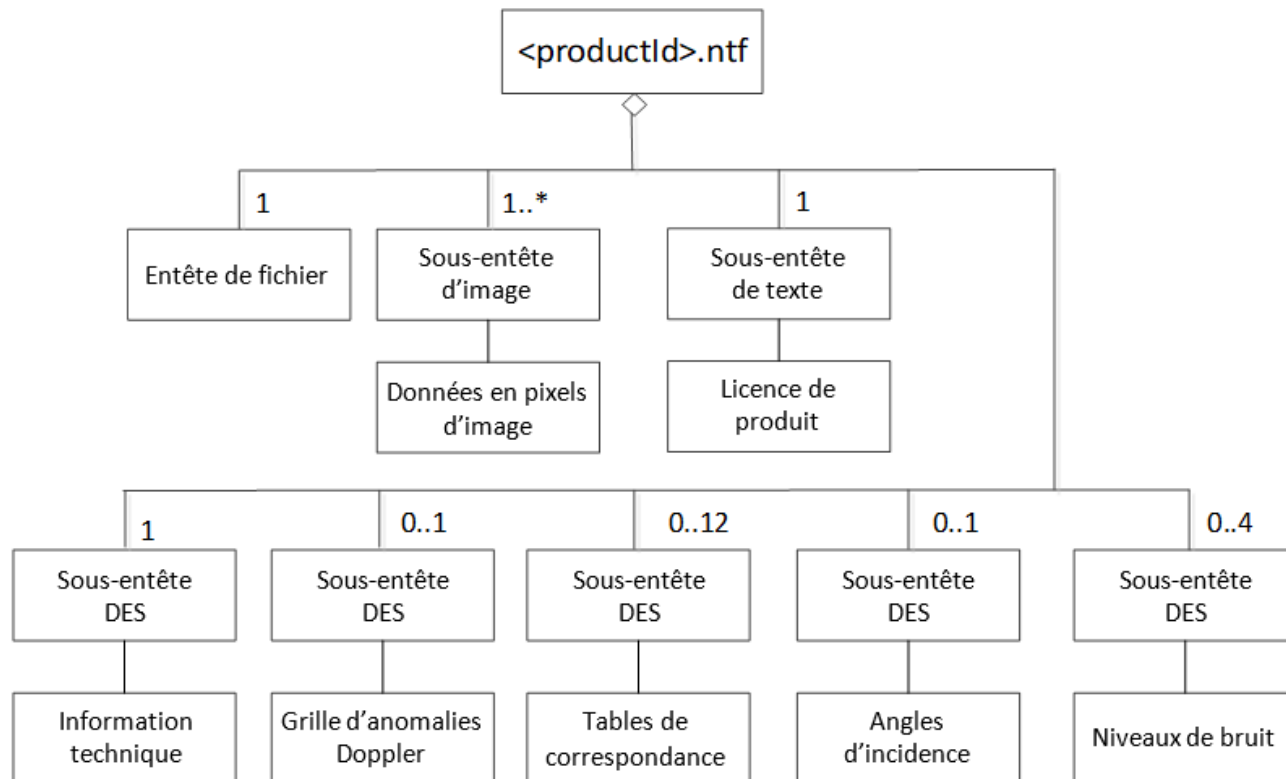 <productId>.ntf
1
1..*
1
Entête de fichier
Sous-entête
d’image
Sous-entête
de texte
Données en pixels
d’image
Licence de
produit
1
0..1
0..12
0..1
0..4
Sous-entête
DES
Sous-entête
DES
Sous-entête
DES
Sous-entête
DES
Sous-entête
DES
Information
technique
Grille d’anomalies
Doppler
Tables de
correspondance
Angles
d’incidence
Niveaux de bruit